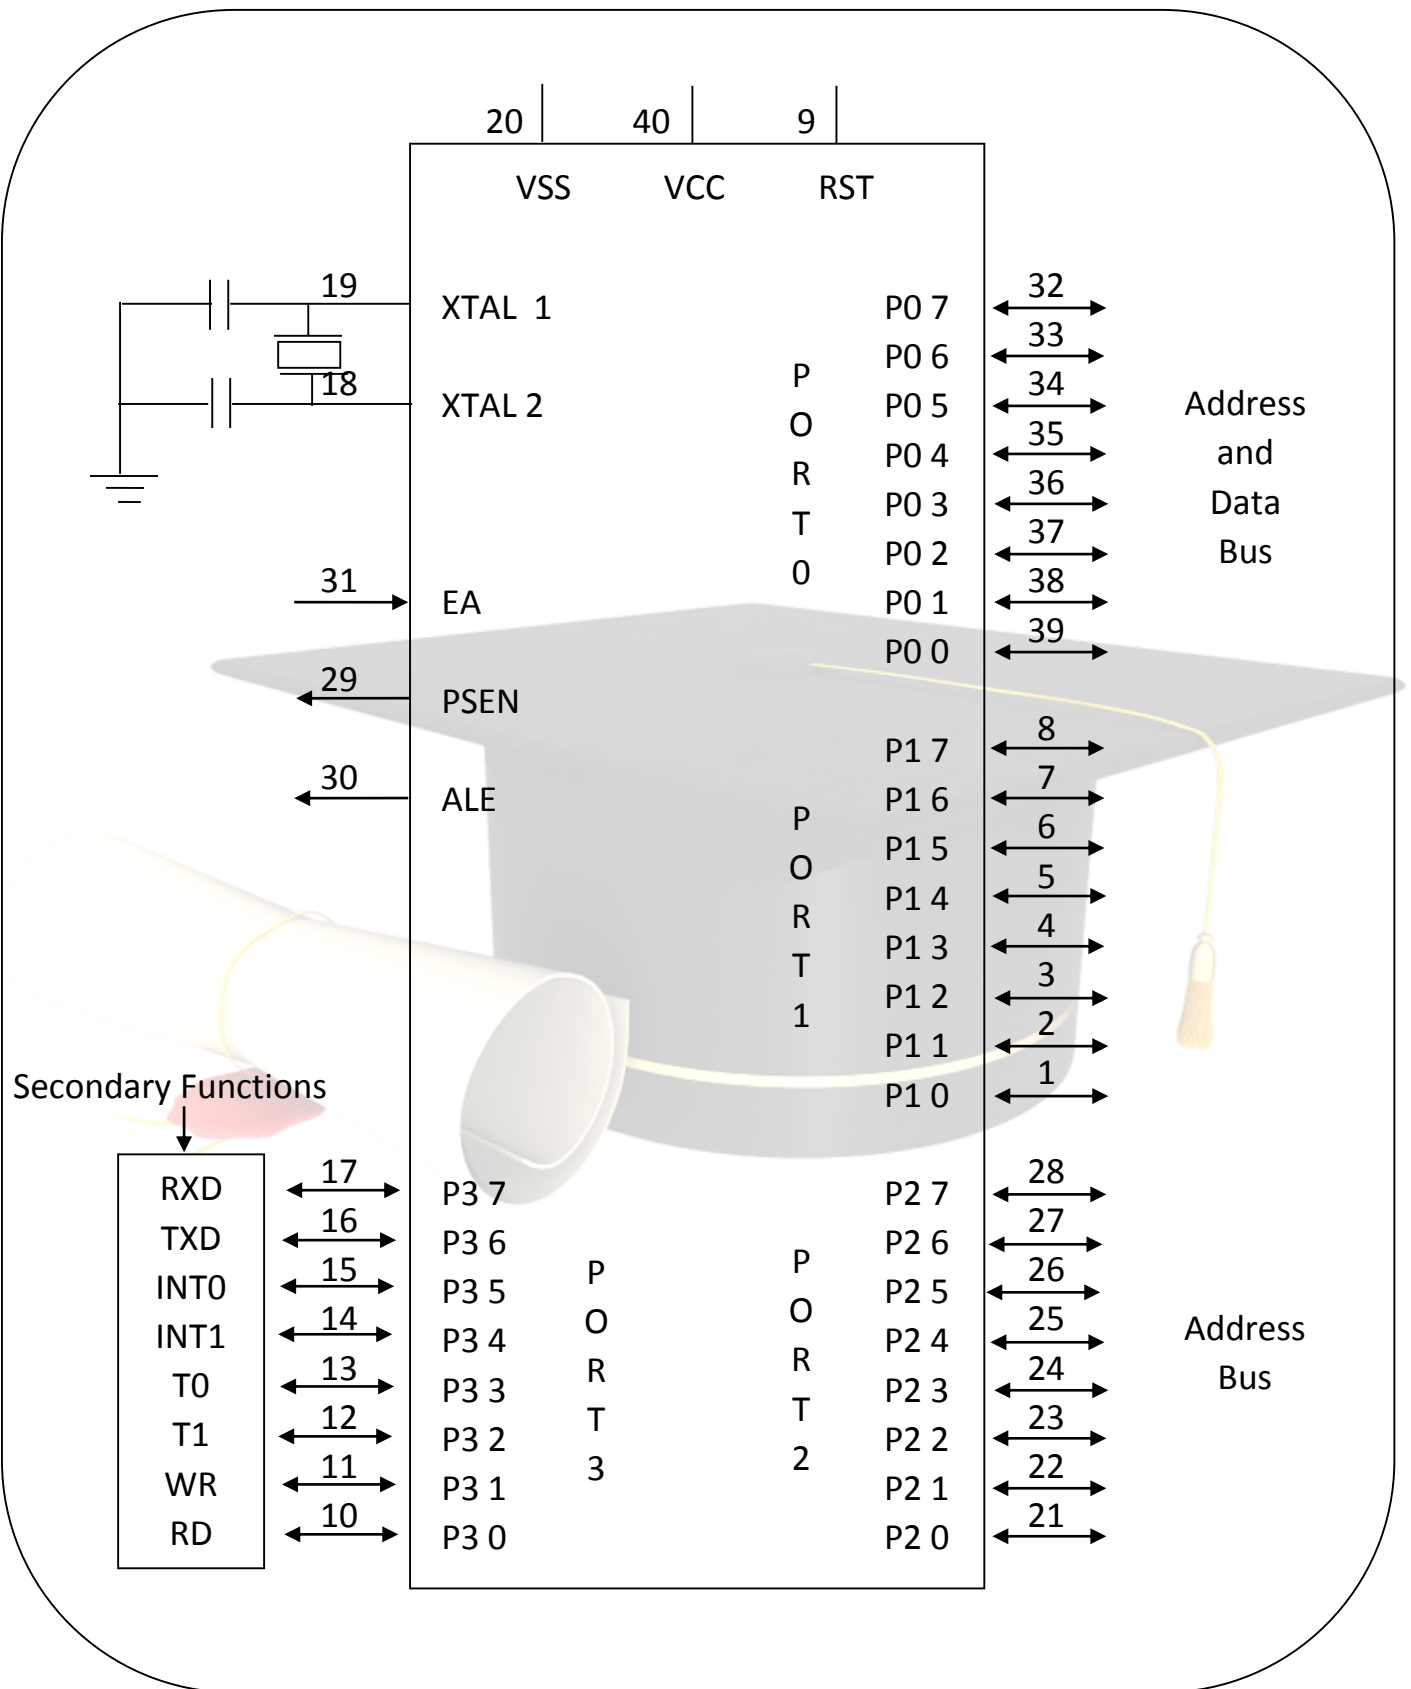 20 40 9
VSS VCC RST
19 XTAL 1
18 XTAL 2
31 EA
29 PSEN
30 ALE
P0 7 32
P0 6 33
P0 5 34
P0 4 35
P0 3 36
P0 2 37
P0 1 38
P0 0 39
PORT0
Address
and
Data
Bus
P1 7 8
P1 6 7
P1 5 6
P1 4 5
P1 3 4
P1 2 3
P1 1 2
P1 0 1
PORT1
Secondary Functions
RXD 17 P3 7
TXD 16 P3 6
INT0 15 P3 5
INT1 14 P3 4
T0 13 P3 3
T1 12 P3 2
WR 11 P3 1
RD 10 P3 0
PORT3
PORT2
P2 7 28
P2 6 27
P2 5 26
P2 4 25
P2 3 24
P2 2 23
P2 1 22
P2 0 21
Address
Bus